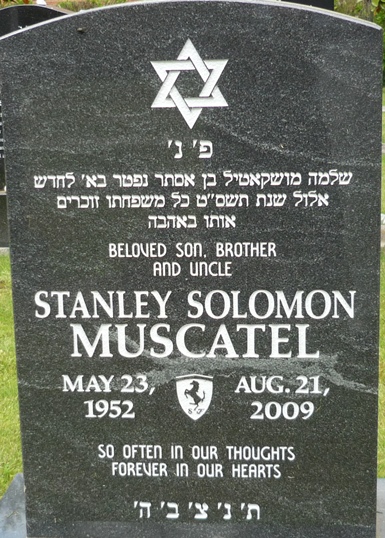 פ' נ'
שלמה מושקאטיל בן אסתר נפטר בא' לחדש
אלול שנת תשס"ט כל משפחתו זוכרים
אותו באהבה
BELOVED SON, BROTHER
AND UNCLE
STANLEY SOLOMON
MUSCATEL
MAY 23,
1952
S F
AUG. 21,
2009
SO OFTEN IN OUR THOUGHTS
FOREVER IN OUR HEARTS
ת' נ' צ' ב' ה'